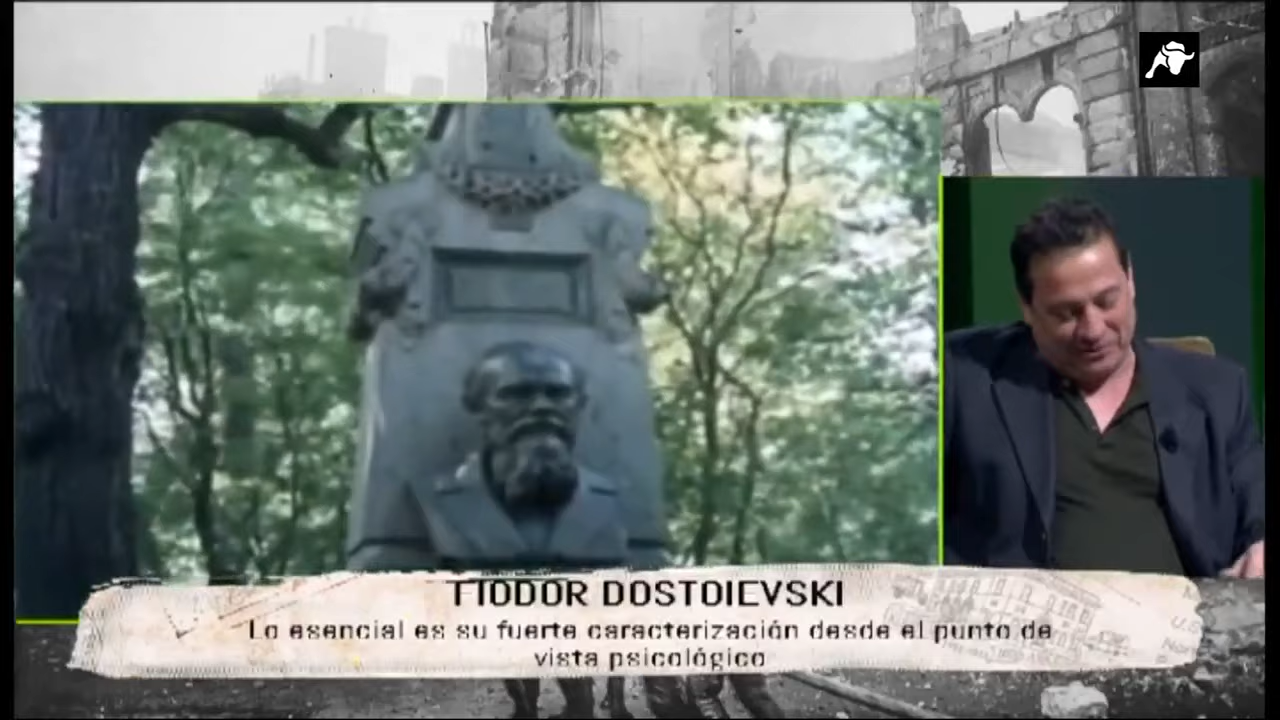 FIODOR DOSTOIEVSKI
Lo esencial es su fuerte caracterización desde el punto de
vista psicológico